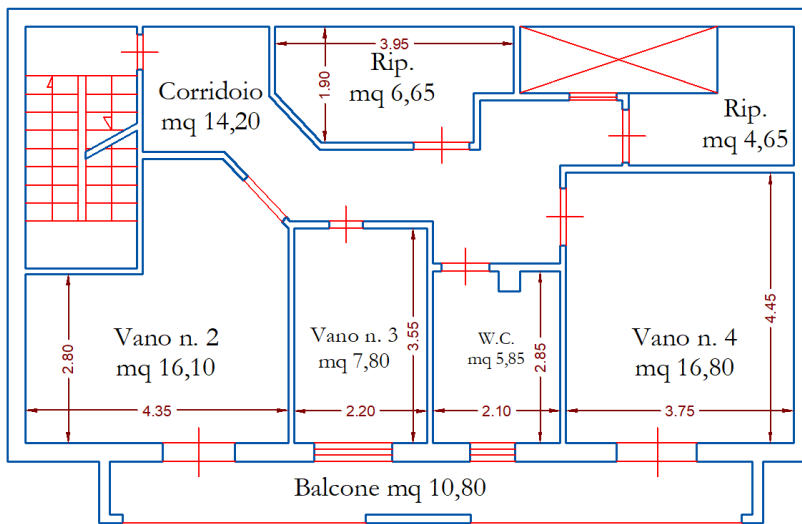 3.95
Rip.
mq 6,65
1.90
Corridoio
mq 14,20
Rip.
mq 4,65
Vano n. 2
mq 16,10
2.80
4.35
Vano n. 3
mq 7,80
3.55
2.20
W.C.
mq 5,85
2.85
2.10
Vano n. 4
mq 16,80
4.45
3.75
Balcone mq 10,80